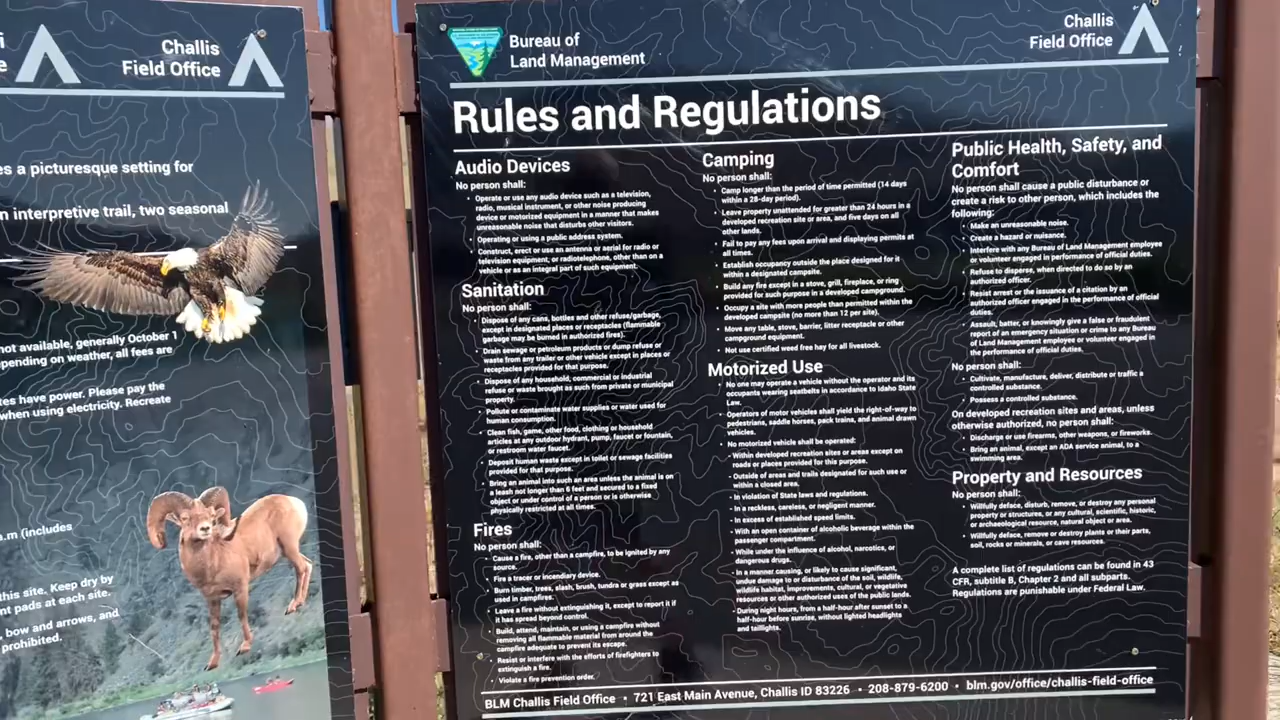 i
e
Challis
Field Office
es a picturesque setting for
n interpretive trail, two seasonal
not available, generally October 1
pending on weather, all fees are
tes have power. Please pay the
when using electricity. Recreate
s.m (includes
this site. Keep dry by
nt pads at each site.
bow and arrows, and
prohibited.
Bureau of
Land Management
Challis
Field Office
Rules and Regulations
Audio Devices
No person shall:
• Operate or use any audio device such as a television,
radio, musical instrument, or other noise producing
device or motorized equipment in a manner that makes
unreasonable noise that disturbs other visitors.
• Operating or using a public address system.
• Construct, erect or use an antenna or aerial for radio or
television equipment, or radiotelephone, other than on a
vehicle or as an integral part of such equipment.
Sanitation
No person shall:
• Dispose of any cans, bottles and other refuse/garbage,
except in designated places or receptacles (flammable
garbage may be burned in authorized fires).
• Drain sewage or petroleum products or dump refuse or
waste from any trailer or other vehicle except in places or
receptacles provided for that purpose.
• Dispose of any household, commercial or industrial
refuse or waste brought as such from private or municipal
property.
• Pollute or contaminate water supplies or water used for
human consumption.
• Clean fish, game, other food, clothing or household
articles at any outdoor hydrant, pump, faucet or fountain,
or restroom water faucet.
• Deposit human waste except in toilet or sewage facilities
provided for that purpose.
• Bring an animal into such an area unless the animal is on
a leash not longer than 6 feet and secured to a fixed
object or under control of a person or is otherwise
physically restricted at all times.
Fires
No person shall:
• Cause a fire, other than a campfire, to be ignited by any
source.
• Fire a tracer or incendiary device.
• Burn timber, trees, slash, brush, tundra or grass except as
used in campfires.
• Leave a fire without extinguishing it, except to report it if
it has spread beyond control.
• Build, attend, maintain, or using a campfire without
removing all flammable material from around the
campfire adequate to prevent its escape.
• Resist or interfere with the efforts of firefighters to
extinguish a fire.
• Violate a fire prevention order.
Camping
No person shall:
• Camp longer than the period of time permitted (14 days
within a 28-day period).
• Leave property unattended for greater than 24 hours in a
developed recreation site or area, and five days on all
other lands.
• Fail to pay any fees upon arrival and displaying permits at
all times.
• Establish occupancy outside the place designed for it
within a designated campsite.
• Build any fire except in a stove, grill, fireplace, or ring
provided for such purpose in a developed campground.
• Occupy a site with more people than permitted within the
developed campsite (no more than 12 per site).
• Move any table, stove, barrier, litter receptacle or other
campground equipment.
• Not use certified weed free hay for all livestock.
Motorized Use
• No one may operate a vehicle without the operator and its
occupants wearing seatbelts in accordance to Idaho State
Law.
• Operators of motor vehicles shall yield the right-of-way to
pedestrians, saddle horses, pack trains, and animal drawn
vehicles.
• No motorized vehicle shall be operated:
• Within developed recreation sites or areas except on
roads or places provided for this purpose.
• Outside of areas and trails designated for such use or
within a closed area.
• In violation of State laws and regulations.
• In a reckless, careless, or negligent manner.
• In excess of established speed limits.
• With an open container of alcoholic beverage within the
passenger compartment.
• While under the influence of alcohol, narcotics, or
dangerous drugs.
• In a manner causing, or likely to cause significant,
undue damage to or disturbance of the soil, wildlife,
wildlife habitat, improvements, cultural, or vegetative
resources or other authorized uses of the public lands.
• During night hours, from a half-hour after sunset to a
half-hour before sunrise, without lighted headlights
and taillights.
Public Health, Safety, and
Comfort
No person shall cause a public disturbance or
create a risk to other person, which includes the
following:
• Make an unreasonable noise.
• Create a hazard or nuisance.
• Interfere with any Bureau of Land Management employee
or volunteer engaged in performance of official duties.
• Refuse to disperse, when directed to do so by an
authorized officer.
• Resist arrest or the issuance of a citation by an
authorized officer engaged in the performance of official
duties.
• Assault, batter, or knowingly give a false or fraudulent
report of an emergency situation or crime to any Bureau
of Land Management employee or volunteer engaged in
the performance of official duties.
No person shall:
• Cultivate, manufacture, deliver, distribute or traffic a
controlled substance.
• Possess a controlled substance.
On developed recreation sites and areas, unless
otherwise authorized, no person shall:
• Discharge or use firearms, other weapons, or fireworks.
• Bring an animal, except an ADA service animal, to a
swimming area.
Property and Resources
No person shall:
• Willfully deface, disturb, remove, or destroy any personal
property or structures, or any cultural, scientific, historic,
or archaeological resource, natural object or area.
• Willfully deface, remove or destroy plants or their parts,
soil, rocks or minerals, or cave resources.
A complete list of regulations can be found in 43
CFR, subtitle B, Chapter 2 and all subparts.
Regulations are punishable under Federal Law.
BLM Challis Field Office • 721 East Main Avenue, Challis ID 83226 • 208-879-6200 • blm.gov/office/challis-field-office